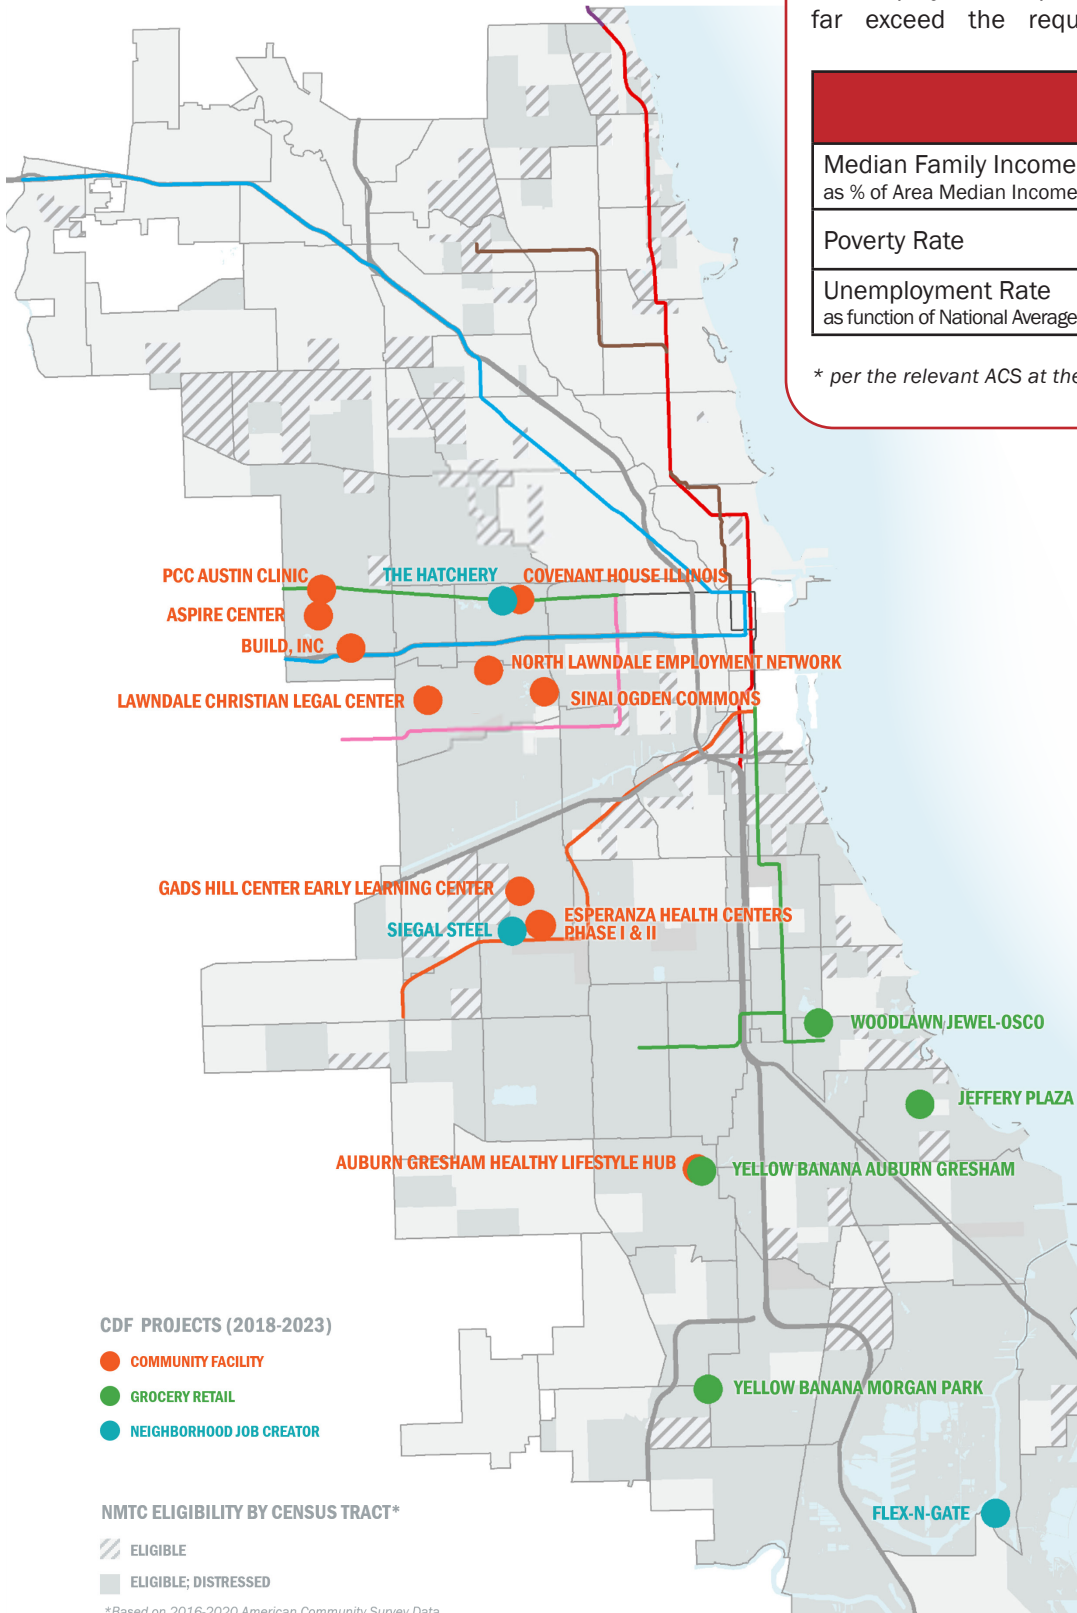 far exceed the requ
Median Family Income
as % of Area Median Income
Poverty Rate
Unemployment Rate
as function of National Average
* per the relevant ACS at the
PCC AUSTIN CLINIC
THE HATCHERY
COVENANT HOUSE ILLINOIS
ASPIRE CENTER
BUILD, INC
NORTH LAWNDALE EMPLOYMENT NETWORK
LAWNDALE CHRISTIAN LEGAL CENTER
SINAI OGDEN COMMONS
GADS HILL CENTER EARLY LEARNING CENTER
ESPERANZA HEALTH CENTERS
PHASE I & II
SIEGAL STEEL
WOODLAWN JEWEL-OSCO
JEFFERY PLAZA
AUBURN GRESHAM HEALTHY LIFESTYLE HUB
YELLOW BANANA AUBURN GRESHAM
CDF PROJECTS (2018-2023)
COMMUNITY FACILITY
GROCERY RETAIL
NEIGHBORHOOD JOB CREATOR
YELLOW BANANA MORGAN PARK
FLEX-N-GATE
NMTC ELIGIBILITY BY CENSUS TRACT*
ELIGIBLE
ELIGIBLE; DISTRESSED
*Based on 2016-2020 American Community Survey Data